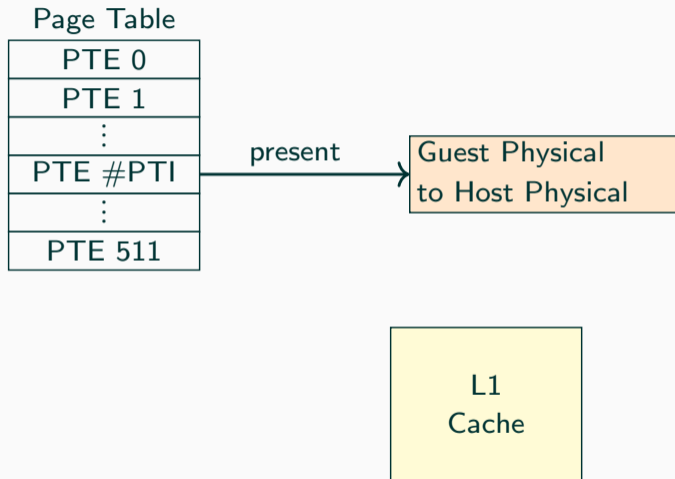 Page Table
PTE 0
PTE 1
⋮
PTE #PTI
⋮
PTE 511
present
Guest Physical
to Host Physical
L1
Cache